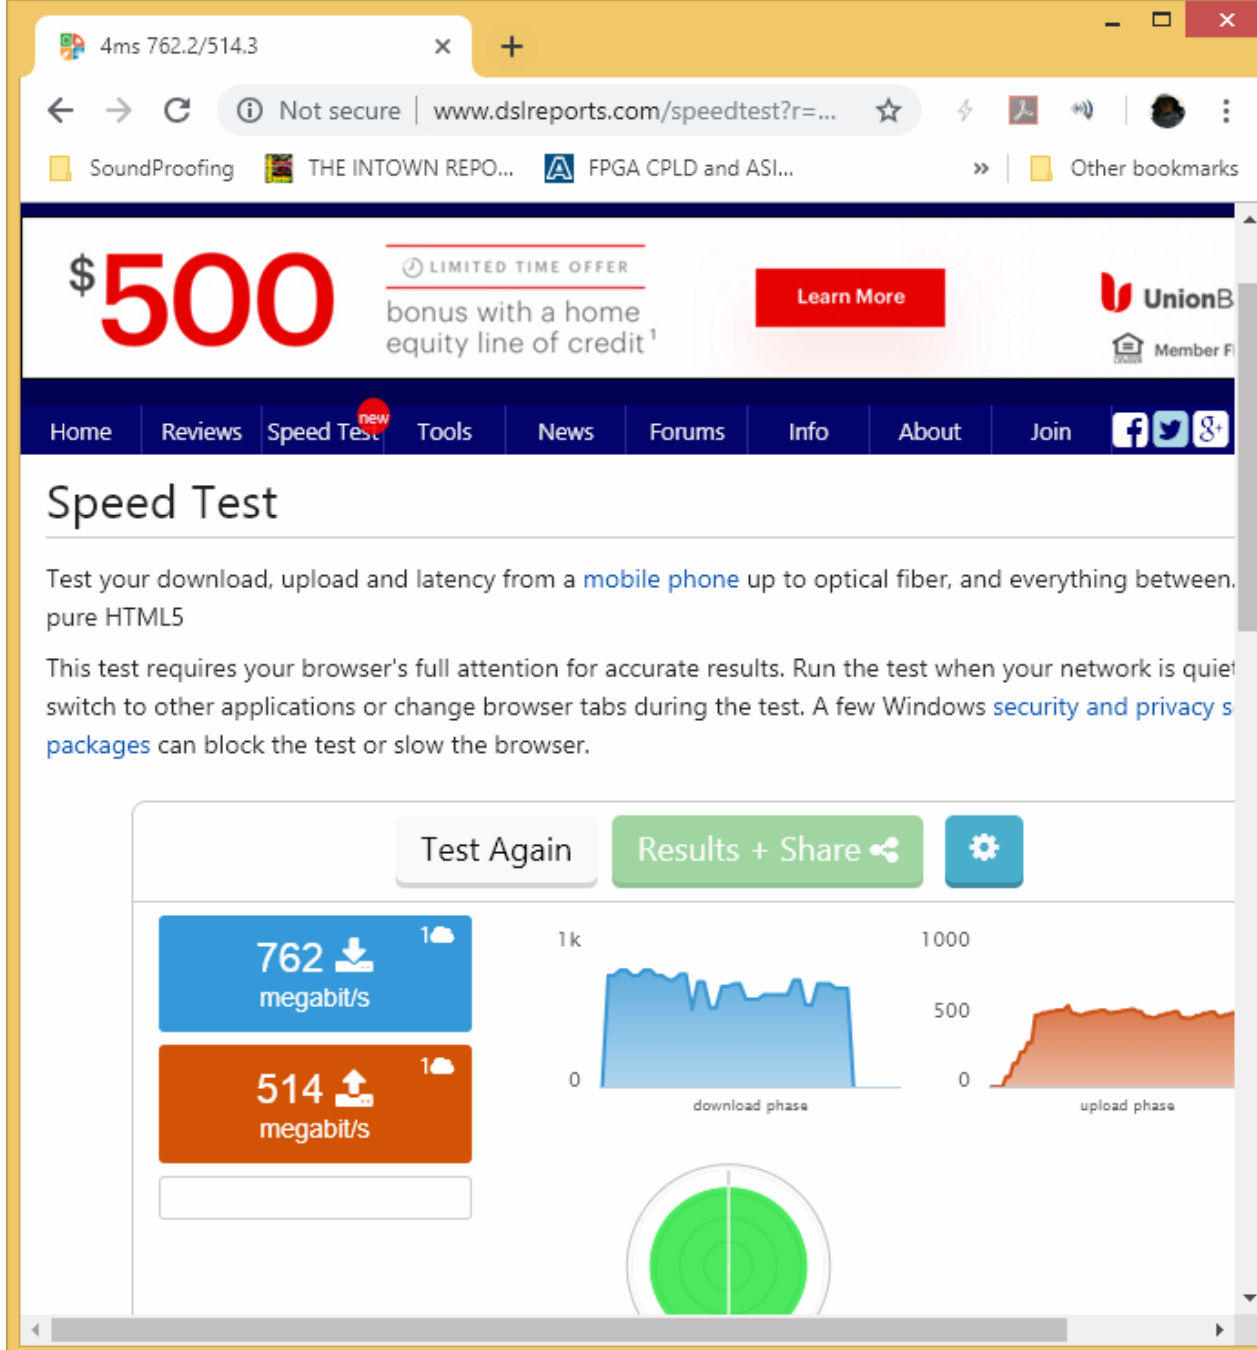 4ms 762.2/514.3
Not secure www.dslreports.com/speedtest?r=...
SoundProofing THE INTOWN REPO... FPGA CPLD and ASI... » Other bookmarks
$500
LIMITED TIME OFFER
bonus with a home
equity line of credit¹
Learn More
UnionB
Member F
Home Reviews Speed Test new Tools News Forums Info About Join
Speed Test
Test your download, upload and latency from a mobile phone up to optical fiber, and everything between.
pure HTML5
This test requires your browser's full attention for accurate results. Run the test when your network is quiet
switch to other applications or change browser tabs during the test. A few Windows security and privacy s
packages can block the test or slow the browser.
Test Again Results + Share
762 1
megabit/s
514 1
megabit/s
1k
0
download phase
1000
500
0
upload phase